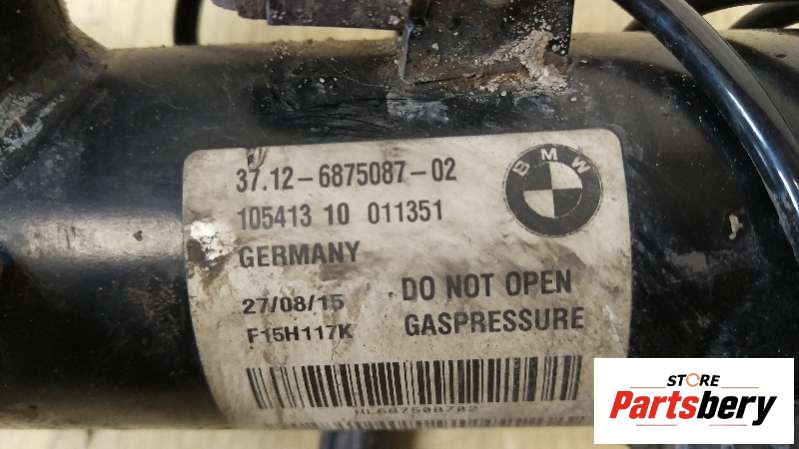 37.12-6875087-02
BMW
105413 10 011351
GERMANY
27/08/15 DO NOT OPEN
F15H117K GASPRESSURE
HL687508702
STORE
Partsbery